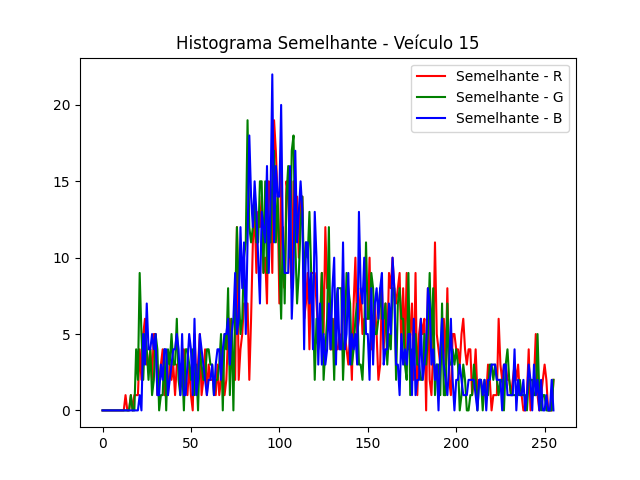 Histograma Semelhante - Veículo 15
Semelhante - R
Semelhante - G
Semelhante - B
20
15
10
5
0
0 50 100 150 200 250